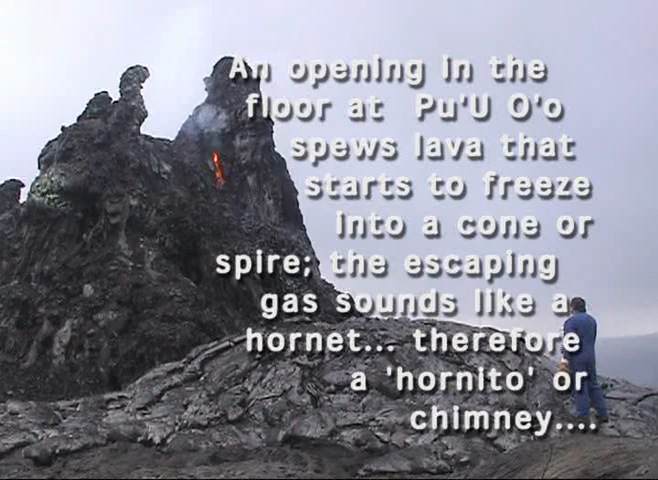 An opening in the
floor at Pu'U O'o
spews lava that
starts to freeze
into a cone or
spire; the escaping
gas sounds like a
hornet... therefore
a 'hornito' or
chimney....